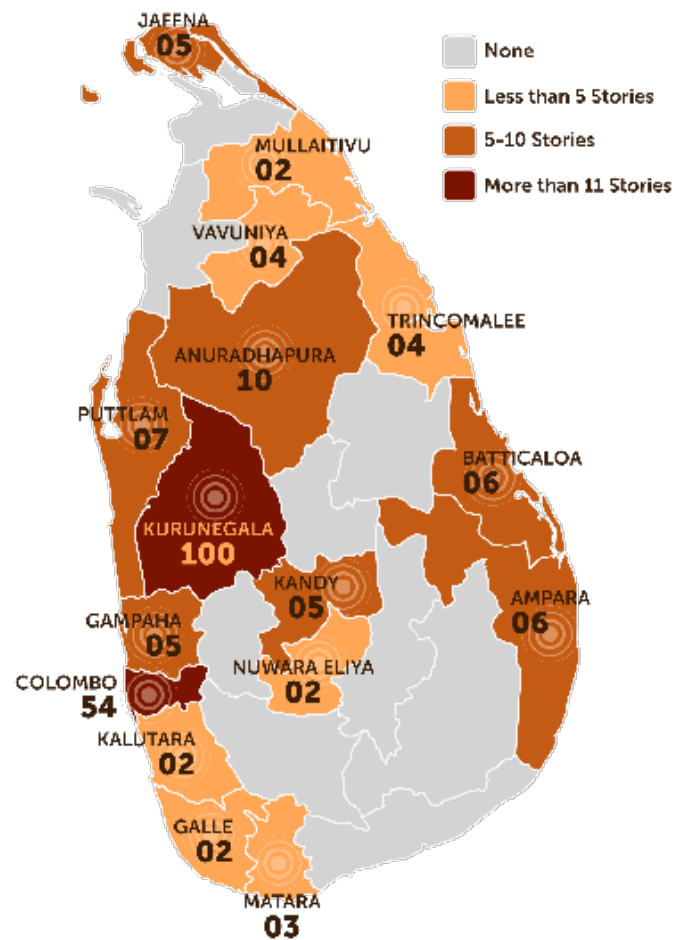 JAFFNA
05
None
Less than 5 Stories
5-10 Stories
More than 11 Stories
MULLAITIVU
02
VAVUNIYA
04
TRINCOMALEE
04
ANURADHAPURA
10
PUTTLAM
07
BATTICALOA
06
KURUNEGALA
100
KANDY
05
AMPARA
06
GAMPAHA
05
NUWARA ELIYA
02
COLOMBO
54
KALUTARA
02
GALLE
02
MATARA
03